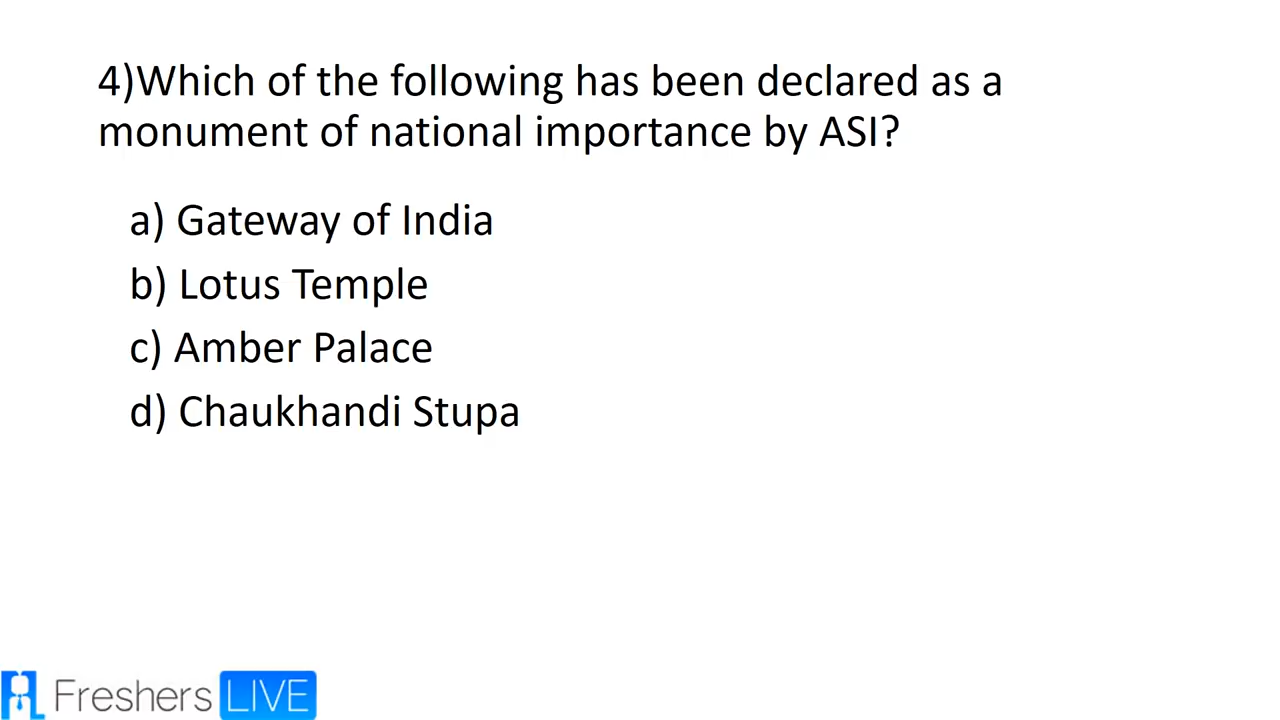 4)Which of the following has been declared as a
monument of national importance by ASI?
a) Gateway of India
b) Lotus Temple
c) Amber Palace
d) Chaukhandi Stupa
Freshers LIVE